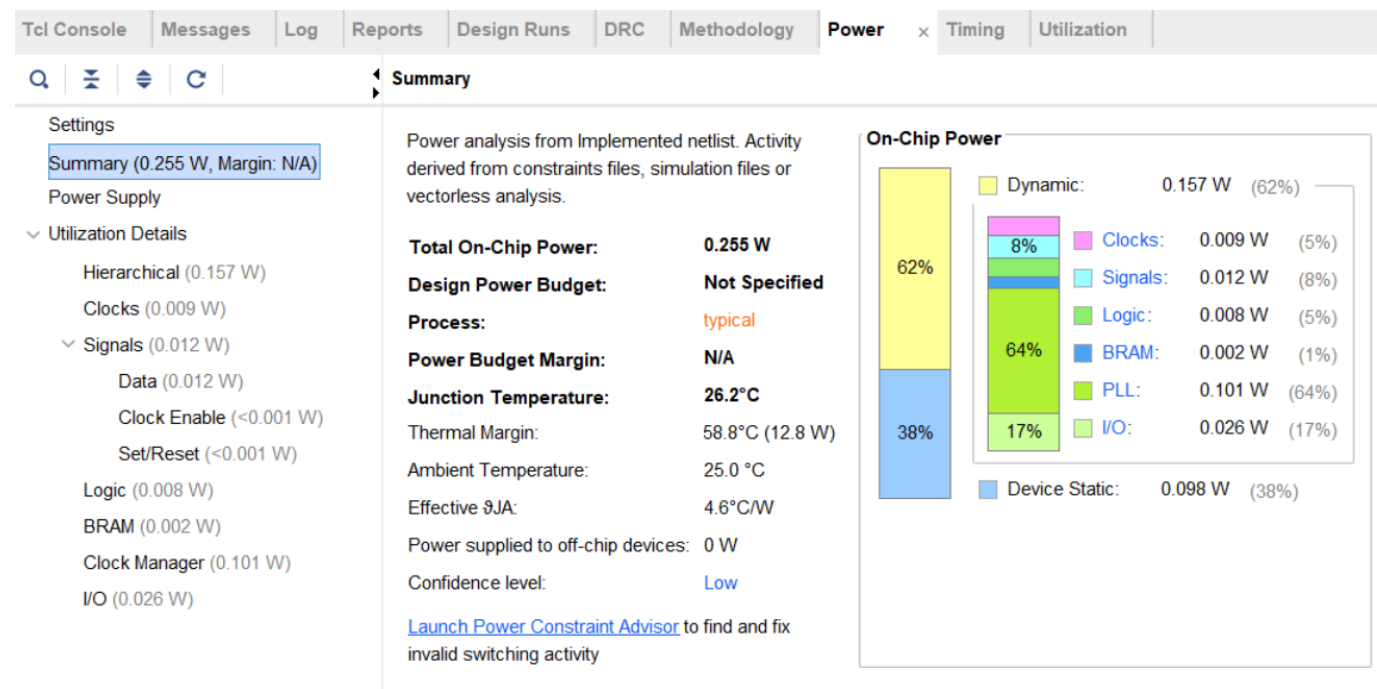 Tcl Console Messages Log Reports Design Runs DRC Methodology Power × Timing Utilization
Summary
Settings
Summary (0.255 W, Margin: N/A)
Power Supply
Utilization Details
Hierarchical (0.157 W)
Clocks (0.009 W)
Signals (0.012 W)
Data (0.012 W)
Clock Enable (<0.001 W)
Set/Reset (<0.001 W)
Logic (0.008 W)
BRAM (0.002 W)
Clock Manager (0.101 W)
I/O (0.026 W)
Power analysis from Implemented netlist. Activity
derived from constraints files, simulation files or
vectorless analysis.
Total On-Chip Power: 0.255 W
Design Power Budget: Not Specified
Process: typical
Power Budget Margin: N/A
Junction Temperature: 26.2°C
Thermal Margin: 58.8°C (12.8 W)
Ambient Temperature: 25.0 °C
Effective ϑJA: 4.6°C/W
Power supplied to off-chip devices: 0 W
Confidence level: Low
Launch Power Constraint Advisor to find and fix
invalid switching activity
On-Chip Power
62%
38%
Dynamic: 0.157 W (62%)
8%
64%
17%
Clocks: 0.009 W (5%)
Signals: 0.012 W (8%)
Logic: 0.008 W (5%)
BRAM: 0.002 W (1%)
PLL: 0.101 W (64%)
I/O: 0.026 W (17%)
Device Static: 0.098 W (38%)